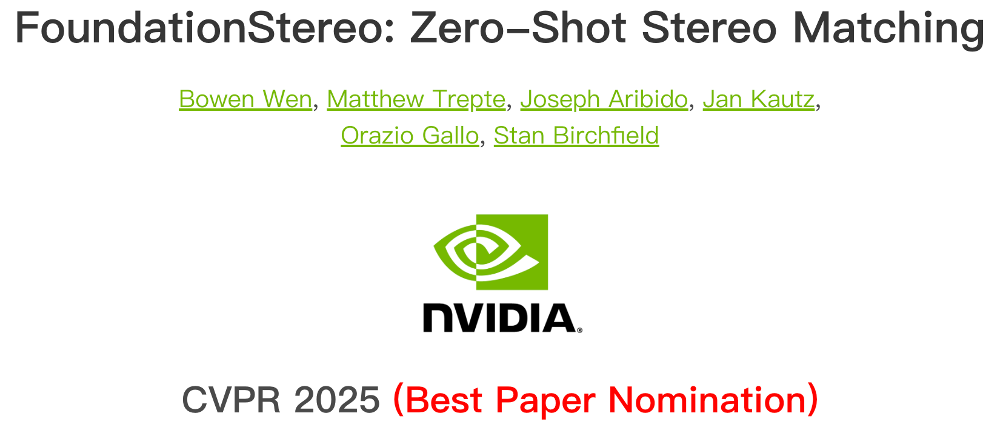 FoundationStereo: Zero-Shot Stereo Matching
Bowen Wen, Matthew Trepte, Joseph Aribido, Jan Kautz,
Orazio Gallo, Stan Birchfield
NVIDIA®
CVPR 2025 (Best Paper Nomination)